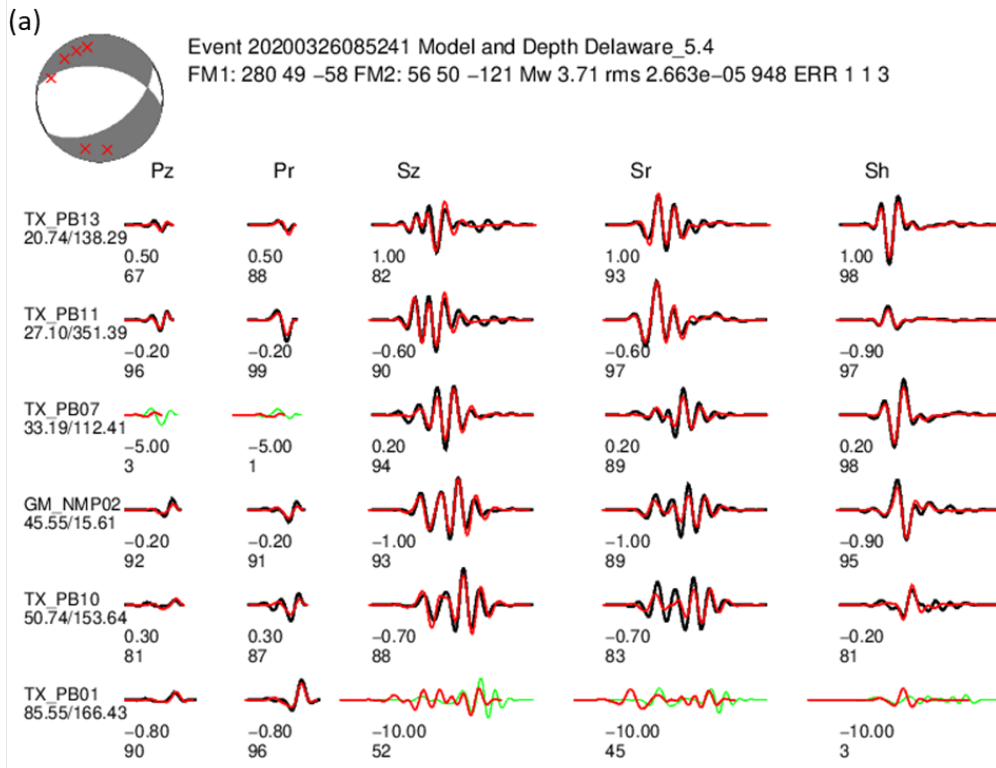 (a)
Event 20200326085241 Model and Depth Delaware_5.4
FM1: 280 49 −58 FM2: 56 50 −121 Mw 3.71 rms 2.663e−05 948 ERR 1 1 3
Pz Pr Sz Sr Sh
TX_PB13
20.74/138.29
0.50 0.50 1.00 1.00 1.00
67 88 82 93 98
TX_PB11
27.10/351.39
−0.20 −0.20 −0.60 −0.60 −0.90
96 99 90 97 97
TX_PB07
33.19/112.41
−5.00 −5.00 0.20 0.20 0.20
3 1 94 89 98
GM_NMP02
45.55/15.61
−0.20 −0.20 −1.00 −1.00 −0.90
92 91 93 89 95
TX_PB10
50.74/153.64
0.30 0.30 −0.70 −0.70 −0.20
81 87 88 83 81
TX_PB01
85.55/166.43
−0.80 −0.80 −10.00 −10.00 −10.00
90 96 52 45 3